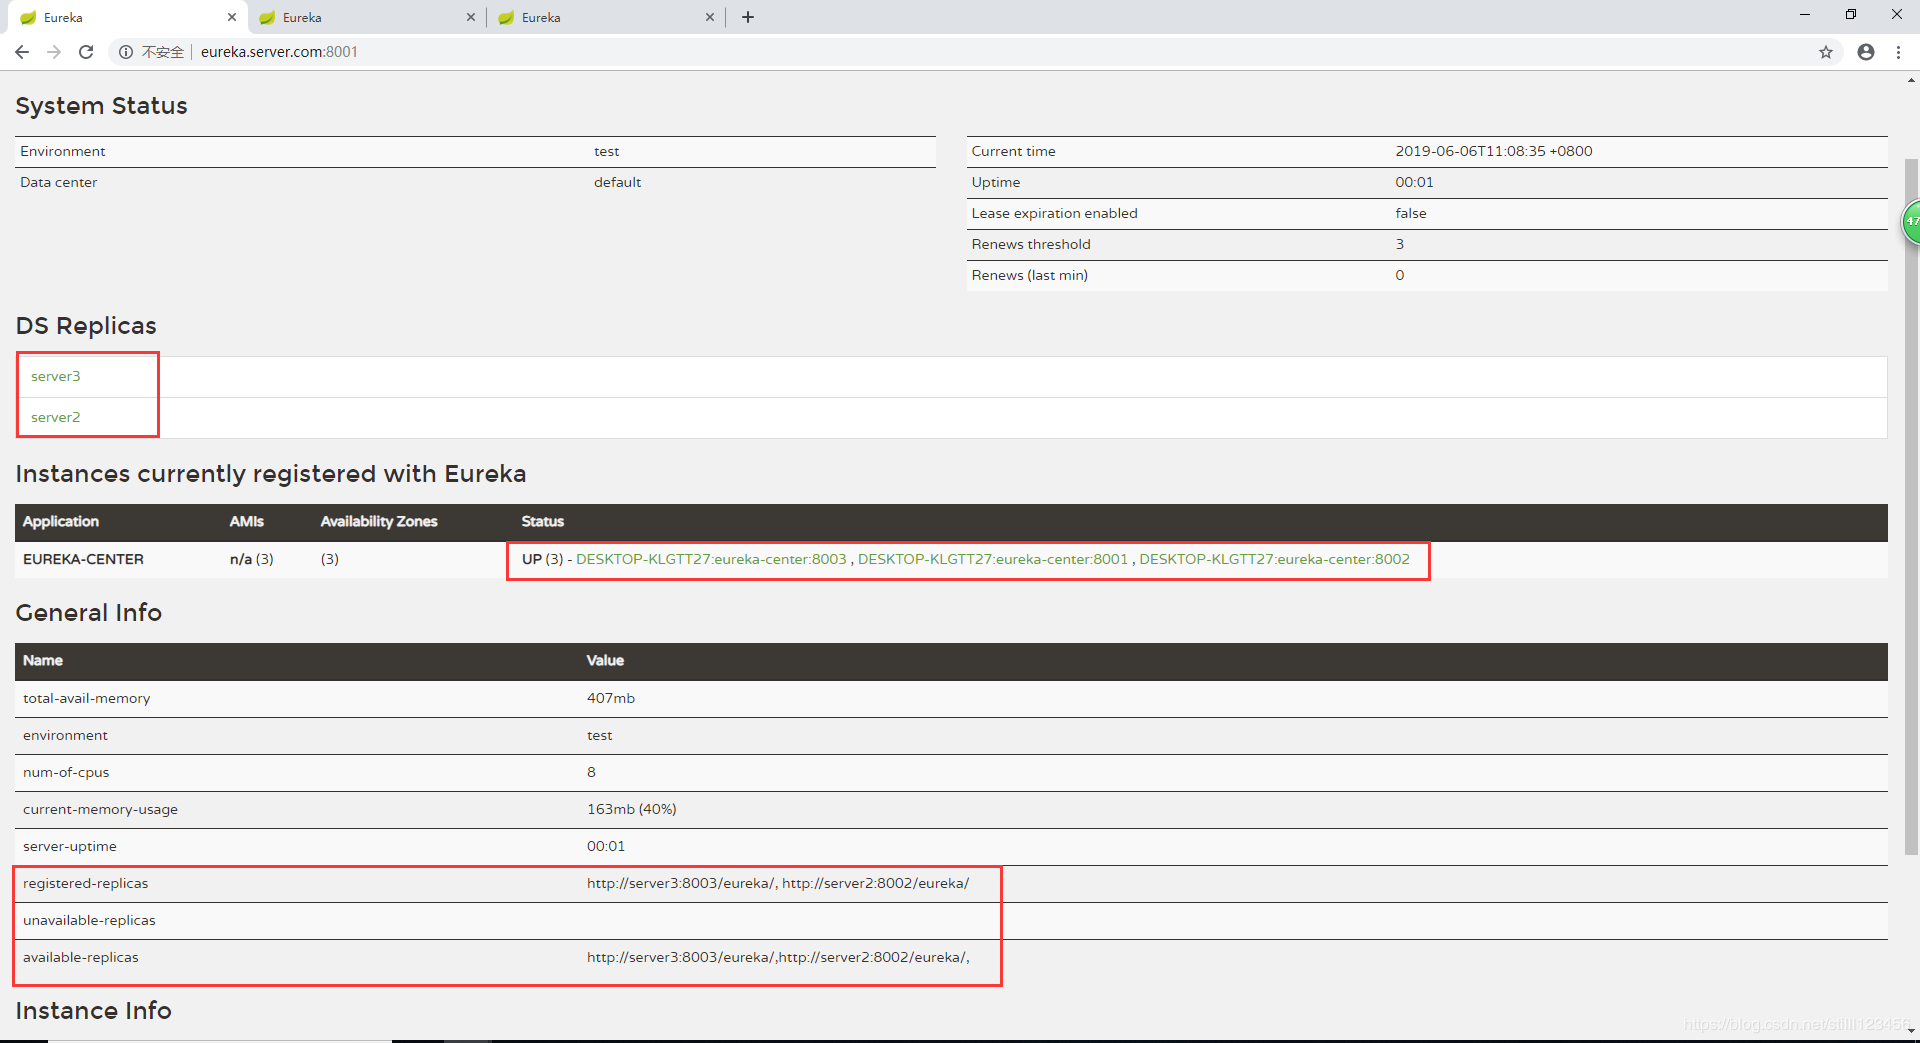 Eureka
Eureka
Eureka
不安全 eureka.server.com:8001
System Status
Environment test
Data center default
Current time 2019-06-06T11:08:35 +0800
Uptime 00:01
Lease expiration enabled false
Renews threshold 3
Renews (last min) 0
47
DS Replicas
server3
server2
Instances currently registered with Eureka
Application AMIs Availability Zones Status
EUREKA-CENTER n/a (3) (3) UP (3) - DESKTOP-KLGTT27:eureka-center:8003 , DESKTOP-KLGTT27:eureka-center:8001 , DESKTOP-KLGTT27:eureka-center:8002
General Info
Name Value
total-avail-memory 407mb
environment test
num-of-cpus 8
current-memory-usage 163mb (40%)
server-uptime 00:01
registered-replicas http://server3:8003/eureka/, http://server2:8002/eureka/
unavailable-replicas
available-replicas http://server3:8003/eureka/,http://server2:8002/eureka/,
Instance Info